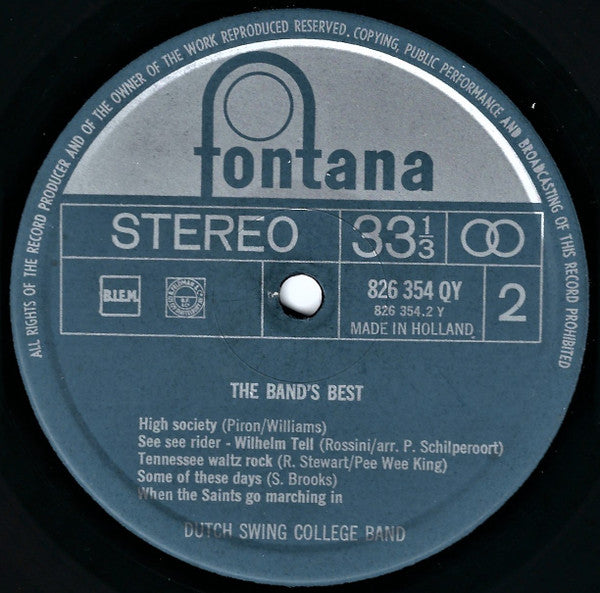 ALL RIGHTS OF THE RECORD PRODUCER AND OF THE OWNER OF THE WORK REPRODUCED RESERVED. COPYING, PUBLIC PERFORMANCE AND BROADCASTING OF THIS RECORD PROHIBITED
fontana
STEREO 33⅓
B.I.E.M. 826 354 QY 2
826 354.2 Y
MADE IN HOLLAND
THE BAND'S BEST
High society (Piron/Williams)
See see rider - Wilhelm Tell (Rossini/arr. P. Schilperoort)
Tennessee waltz rock (R. Stewart/Pee Wee King)
Some of these days (S. Brooks)
When the Saints go marching in
DUTCH SWING COLLEGE BAND